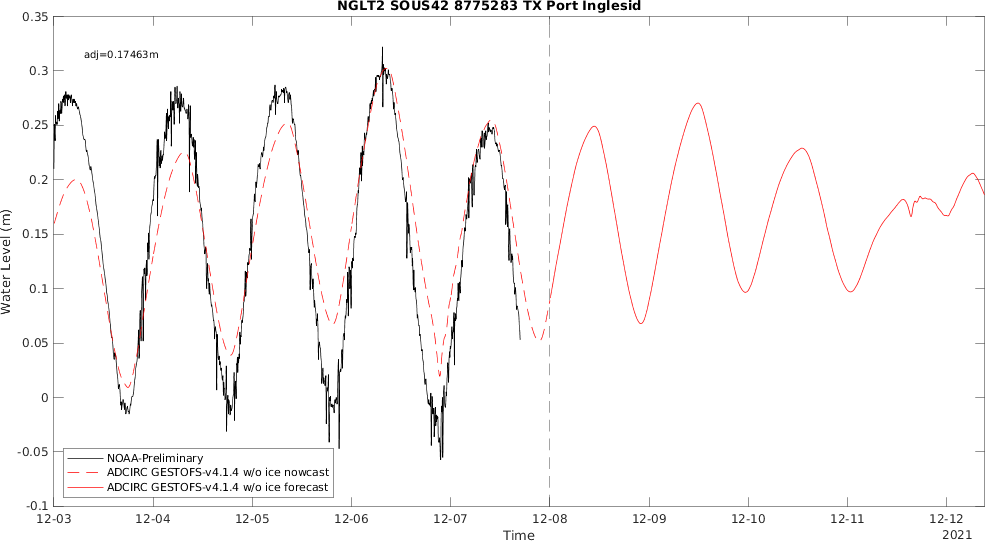 NGLT2 SOUS42 8775283 TX Port Inglesid
0.35
adj=0.17463m
0.3
0.25
0.2
0.15
0.1
0.05
0
-0.05
-0.1
Water Level (m)
NOAA-Preliminary
ADCIRC GESTOFS-v4.1.4 w/o ice nowcast
ADCIRC GESTOFS-v4.1.4 w/o ice forecast
12-03 12-04 12-05 12-06 12-07 12-08 12-09 12-10 12-11 12-12
Time
2021